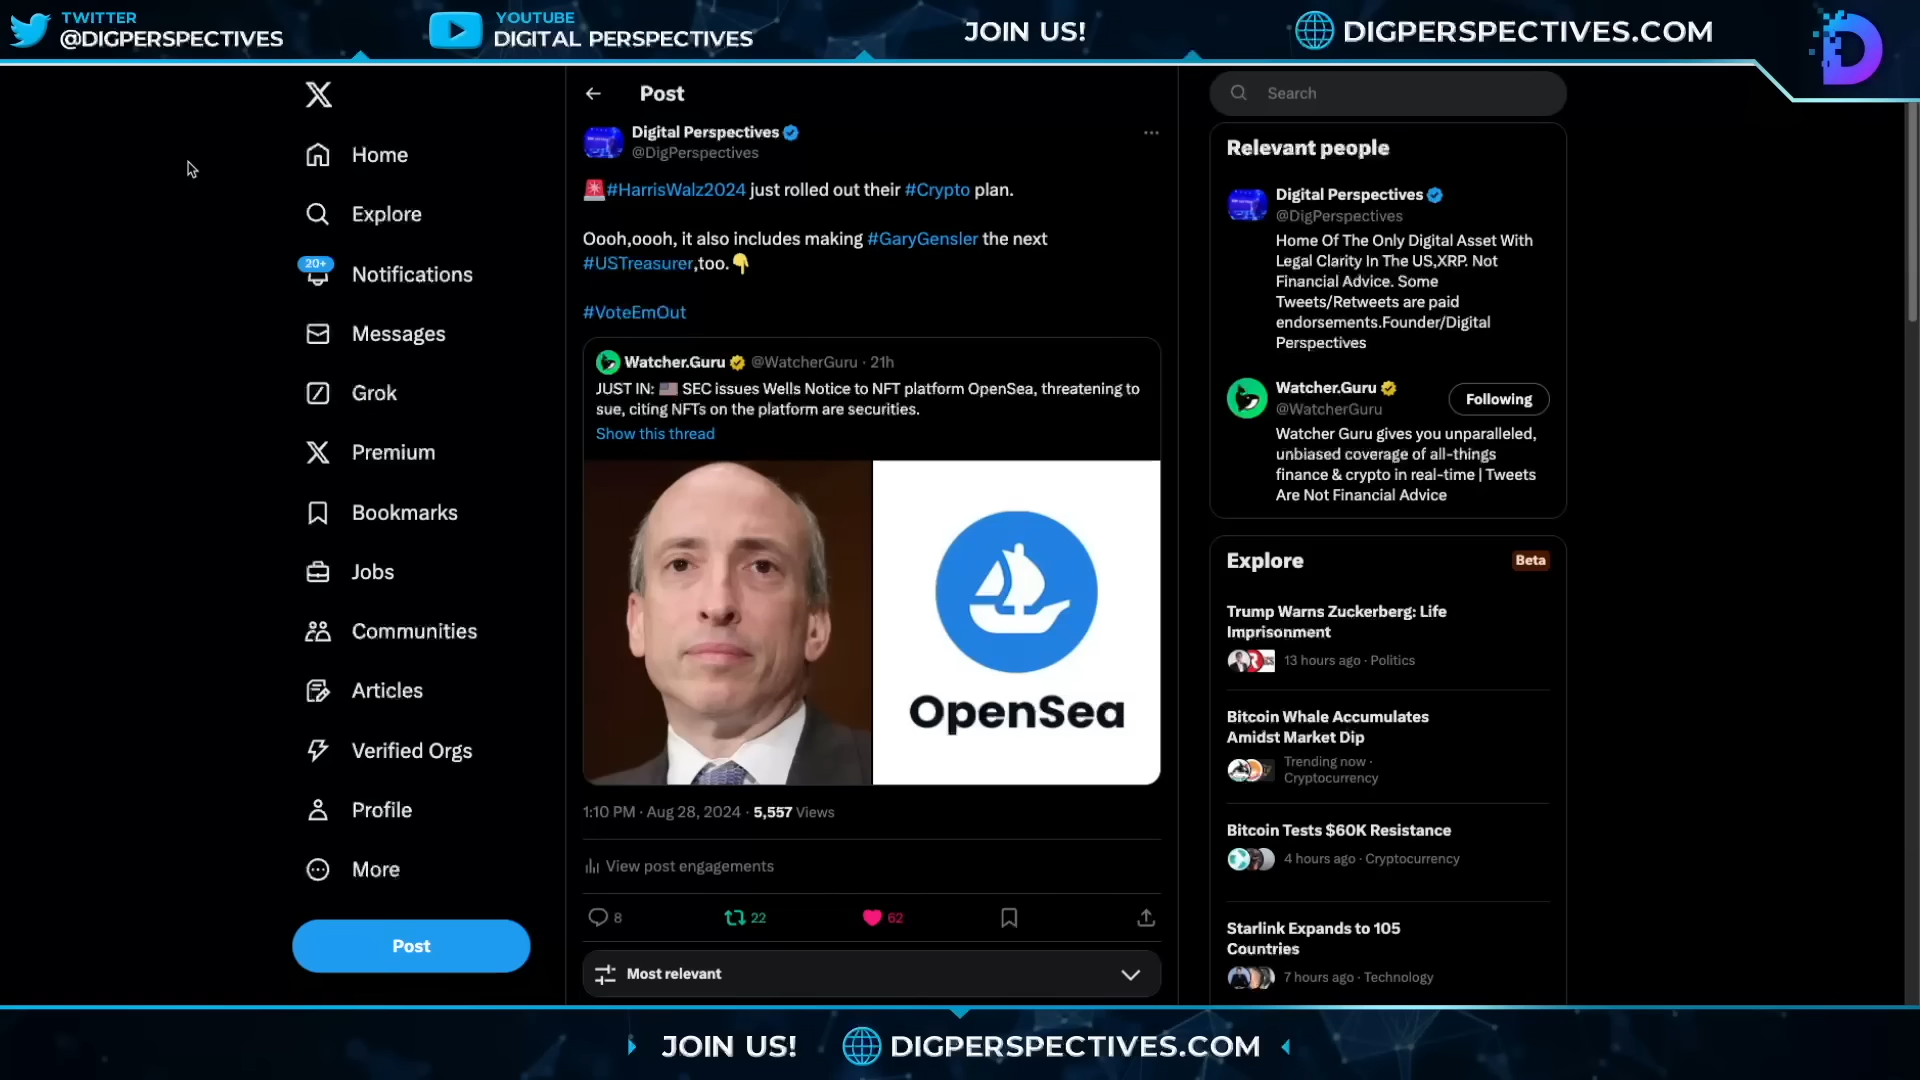 TWITTER
@DIGPERSPECTIVES
YOUTUBE
DIGITAL PERSPECTIVES
JOIN US!
DIGPERSPECTIVES.COM
Home
Explore
20+
Notifications
Messages
Grok
Premium
Bookmarks
Jobs
Communities
Articles
Verified Orgs
Profile
More
Post
Post
Digital Perspectives
@DigPerspectives
#HarrisWalz2024 just rolled out their #Crypto plan.
Oooh,oooh, it also includes making #GaryGensler the next
#USTreasurer,too.
#VoteEmOut
Watcher.Guru @WatcherGuru · 21h
JUST IN: SEC issues Wells Notice to NFT platform OpenSea, threatening to
sue, citing NFTs on the platform are securities.
Show this thread
OpenSea
1:10 PM · Aug 28, 2024 · 5,557 Views
View post engagements
8
22
62
Most relevant
Search
Relevant people
Digital Perspectives
@DigPerspectives
Home Of The Only Digital Asset With
Legal Clarity In The US,XRP. Not
Financial Advice. Some
Tweets/Retweets are paid
endorsements.Founder/Digital
Perspectives
Watcher.Guru
@WatcherGuru
Following
Watcher Guru gives you unparalleled,
unbiased coverage of all-things
finance & crypto in real-time | Tweets
Are Not Financial Advice
Explore
Beta
Trump Warns Zuckerberg: Life
Imprisonment
13 hours ago · Politics
Bitcoin Whale Accumulates
Amidst Market Dip
Trending now ·
Cryptocurrency
Bitcoin Tests $60K Resistance
4 hours ago · Cryptocurrency
Starlink Expands to 105
Countries
7 hours ago · Technology
JOIN US!
DIGPERSPECTIVES.COM